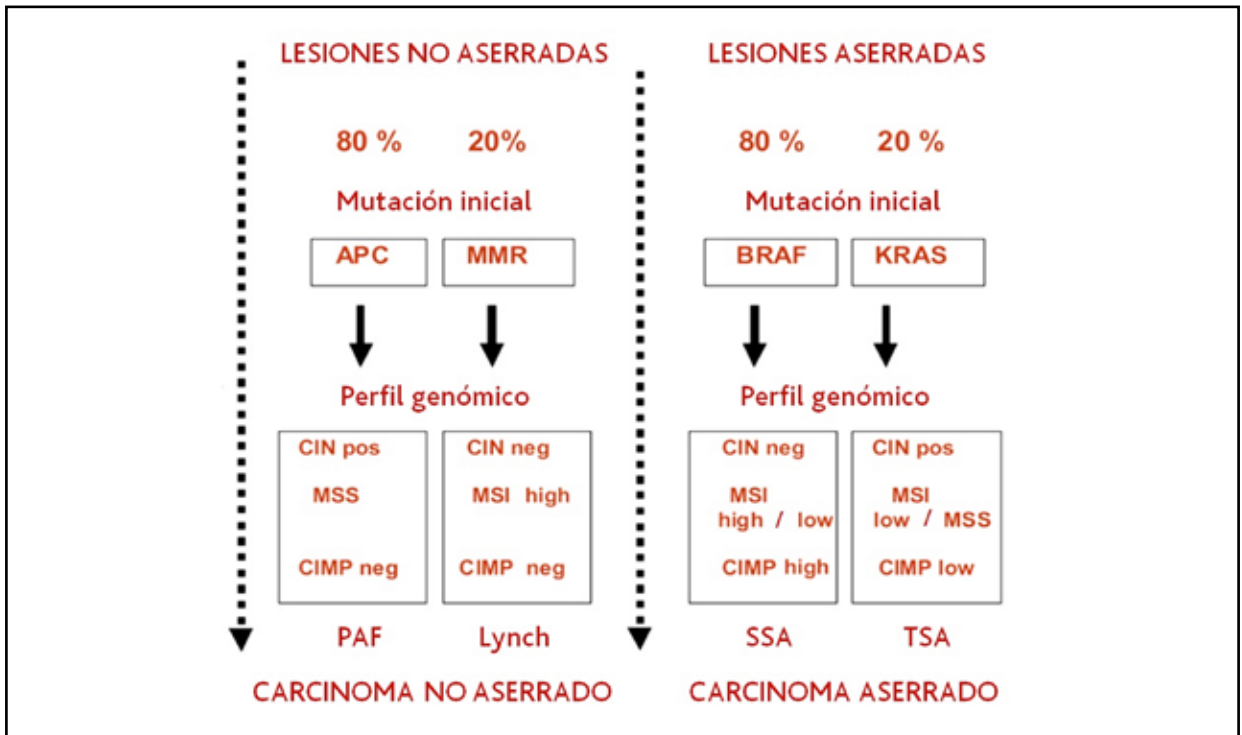 LESIONES NO ASERRADAS
80 % 20%
Mutación inicial
APC MMR
Perfil genómico
CIN pos CIN neg
MSS MSI high
CIMP neg CIMP neg
PAF Lynch
CARCINOMA NO ASERRADO
LESIONES ASERRADAS
80 % 20 %
Mutación inicial
BRAF KRAS
Perfil genómico
CIN neg CIN pos
MSI MSI
high / low low / MSS
CIMP high CIMP low
SSA TSA
CARCINOMA ASERRADO